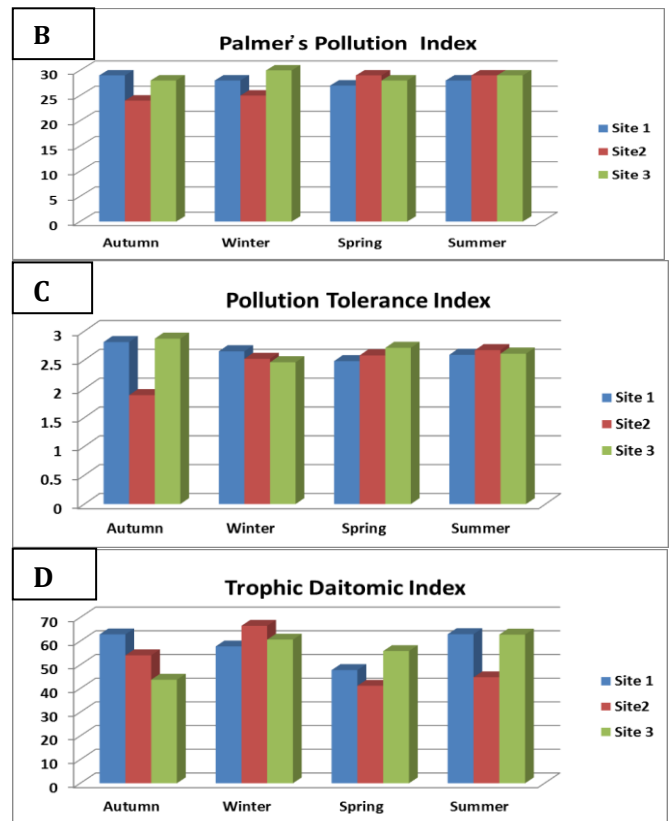 B
Palmer's Pollution Index
30
25
20
15
10
5
0
Autumn Winter Spring Summer
Site 1
Site2
Site 3
C
Pollution Tolerance Index
3
2.5
2
1.5
1
0.5
0
Autumn Winter Spring Summer
Site 1
Site2
Site 3
D
Trophic Daitomic Index
70
60
50
40
30
20
10
0
Autumn Winter Spring Summer
Site 1
Site2
Site 3